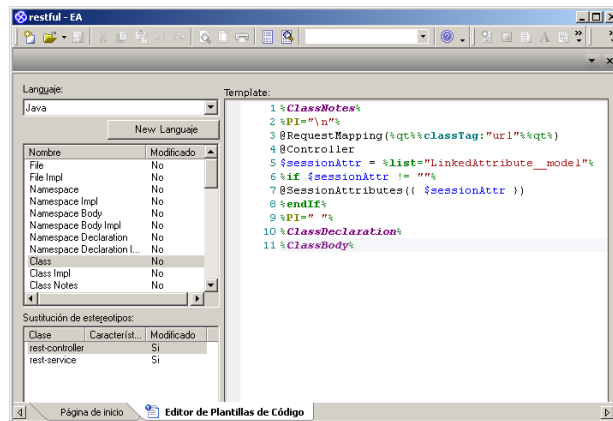 restful - EA
Languaje:
Java
New Languaje
Nombre Modificado
File No
File Impl No
Namespace No
Namespace Impl No
Namespace Body No
Namespace Body Impl No
Namespace Declaration No
Namespace Declaration I... No
Class No
Class Impl No
Class Notes No
Sustitución de estereotipos:
Clase Característ... Modificado
rest-controller Si
rest-service Si
Template:
1 %ClassNotes%
2 %PI="\n"%
3 @RequestMapping(%qt%%classTag:"url"%%qt%)
4 @Controller
5 $sessionAttr = %list="LinkedAttribute__model"%
6 %if $sessionAttr != ""%
7 @SessionAttributes({ $sessionAttr })
8 %endIf%
9 %PI=" "%
10 %ClassDeclaration%
11 %ClassBody%
Página de inicio Editor de Plantillas de Código